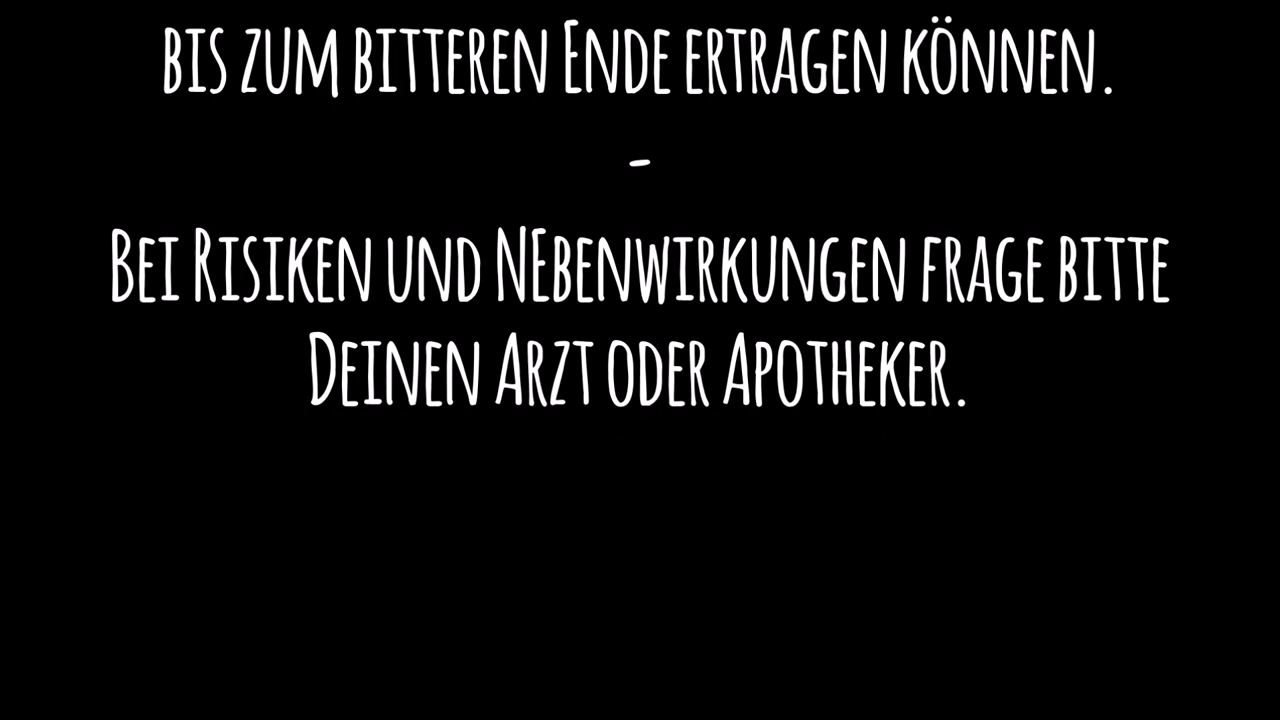 bis zum bitteren Ende ertragen können.
-
Bei Risiken und NEbenwirkungen frage bitte
Deinen Arzt oder Apotheker.